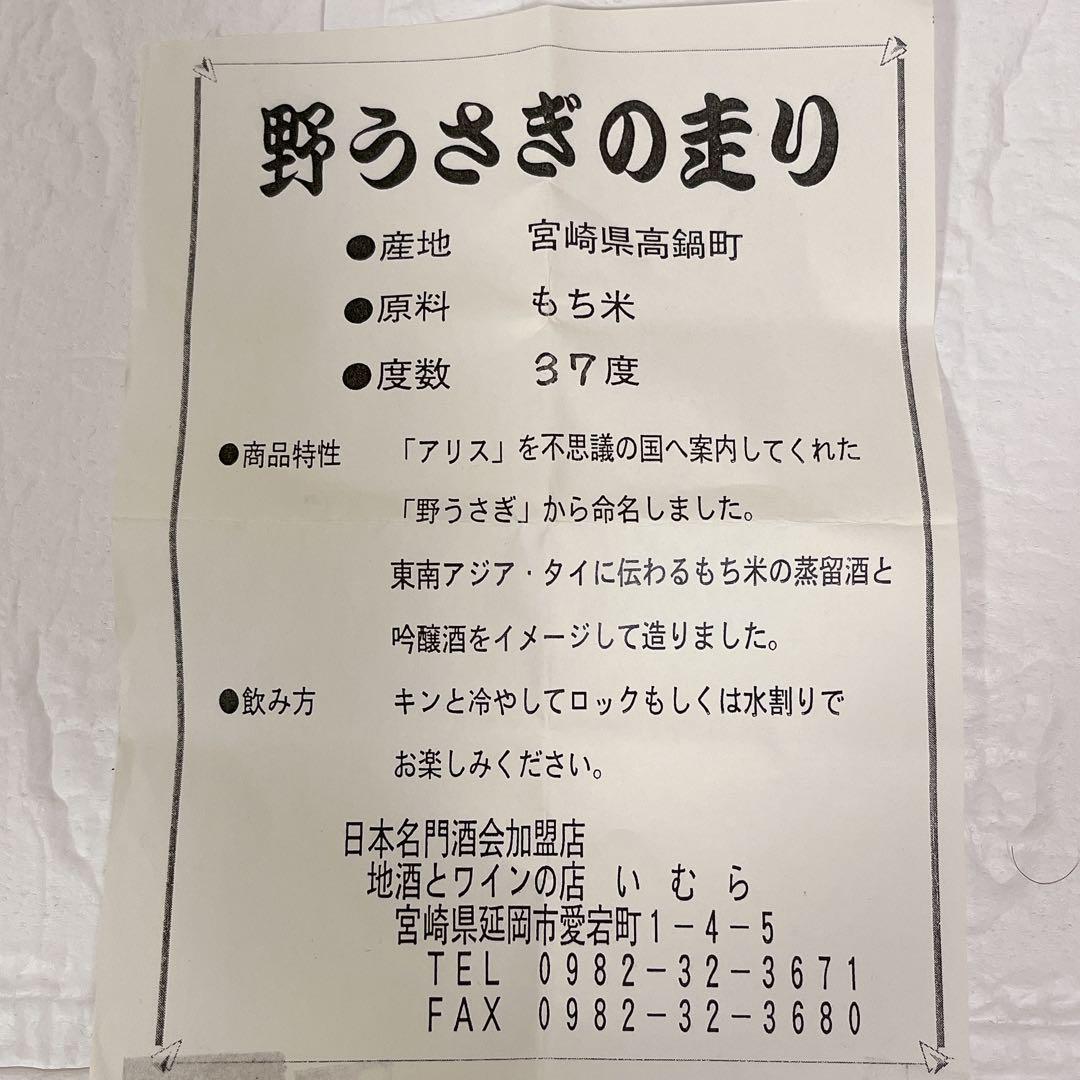 野うさぎの走り
●産地 宮崎県高鍋町
●原料 もち米
●度数 37度
●商品特性 「アリス」を不思議の国へ案内してくれた
「野うさぎ」から命名しました。
東南アジア・タイに伝わるもち米の蒸留酒と
吟醸酒をイメージして造りました。
●飲み方 キンと冷やしてロックもしくは水割りで
お楽しみください。
日本名門酒会加盟店
地酒とワインの店 いむら
宮崎県延岡市愛宕町1-4-5
TEL 0982-32-3671
FAX 0982-32-3680